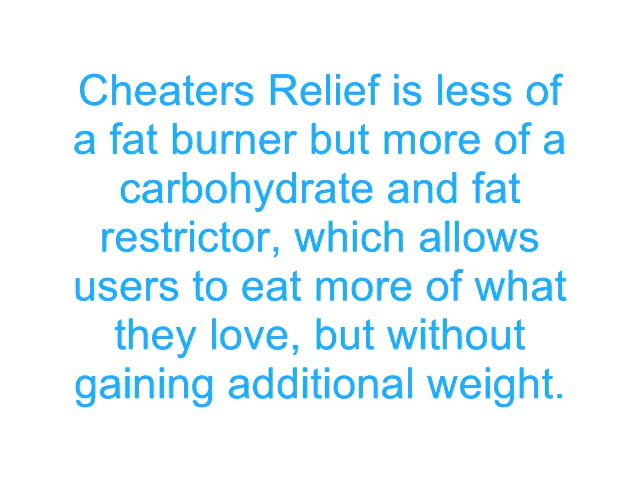 Cheaters Relief is less of
a fat burner but more of a
carbohydrate and fat
restrictor, which allows
users to eat more of what
they love, but without
gaining additional weight.